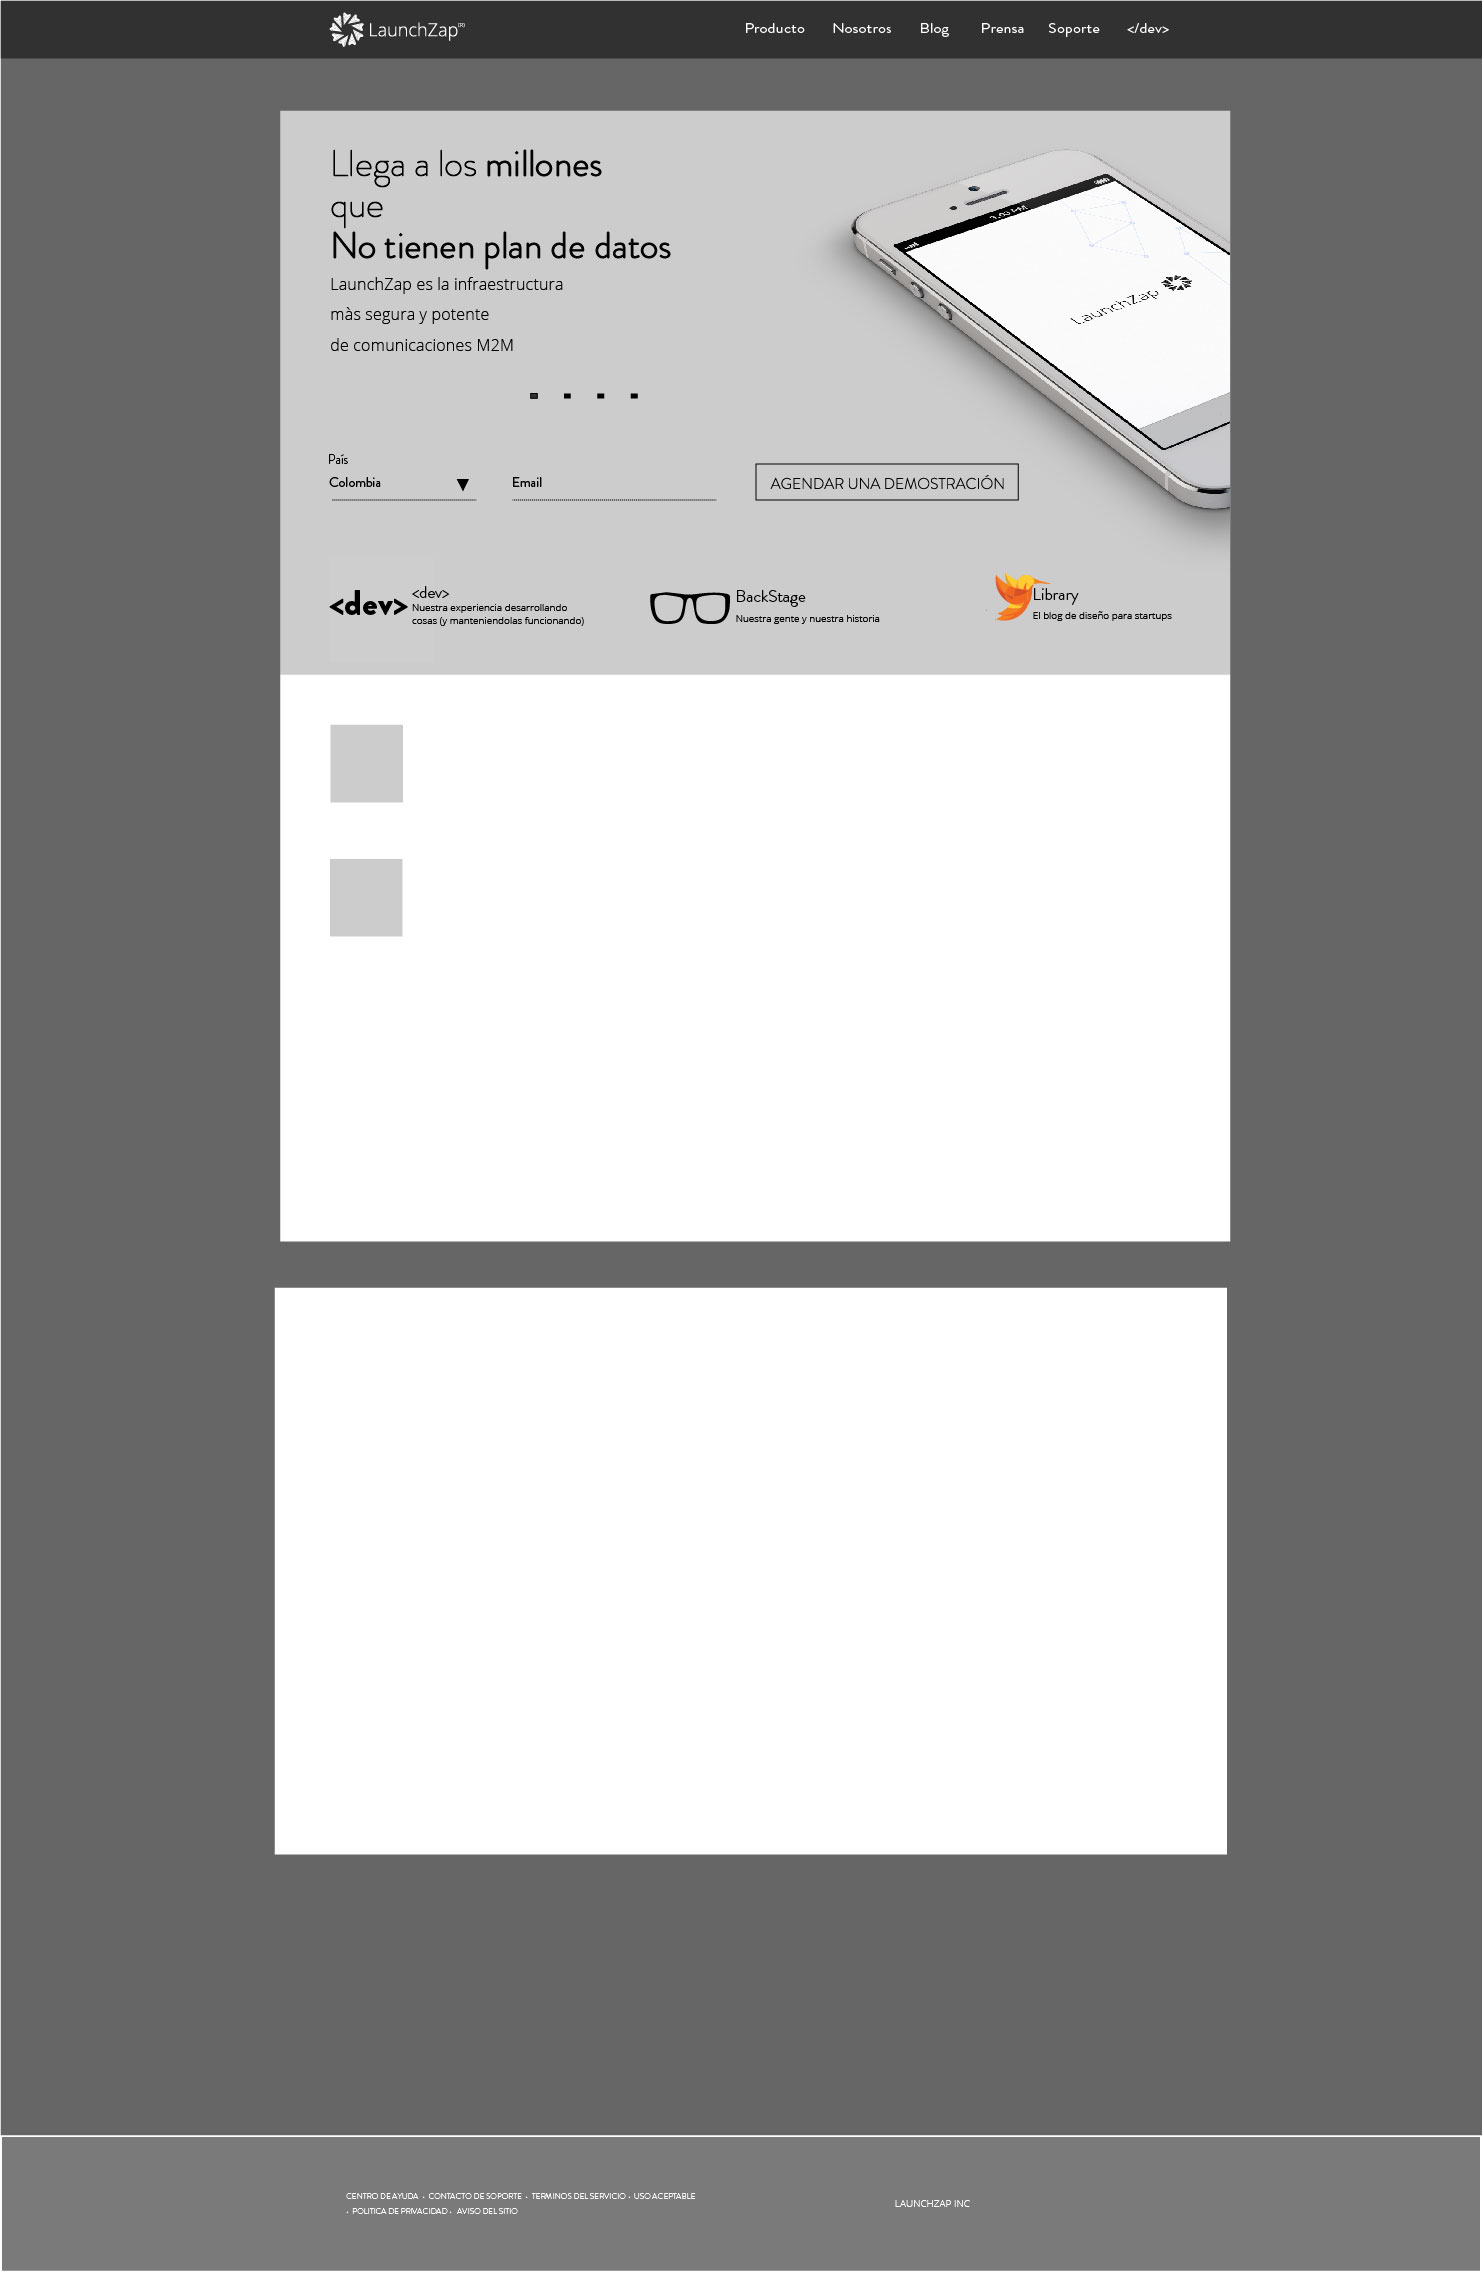 LaunchZap(R)
Producto Nosotros Blog Prensa Soporte </dev>
Llega a los millones
que
No tienen plan de datos
LaunchZap es la infraestructura
màs segura y potente
de comunicaciones M2M
LaunchZap
País
Colombia
Email
AGENDAR UNA DEMOSTRACIÓN
<dev>
<dev>
Nuestra experiencia desarrollando
cosas (y manteniendolas funcionando)
BackStage
Nuestra gente y nuestra historia
Library
El blog de diseño para startups
CENTRO DE AYUDA · CONTACTO DE SOPORTE · TERMINOS DEL SERVICIO · USO ACEPTABLE
· POLITICA DE PRIVACIDAD · AVISO DEL SITIO
LAUNCHZAP INC